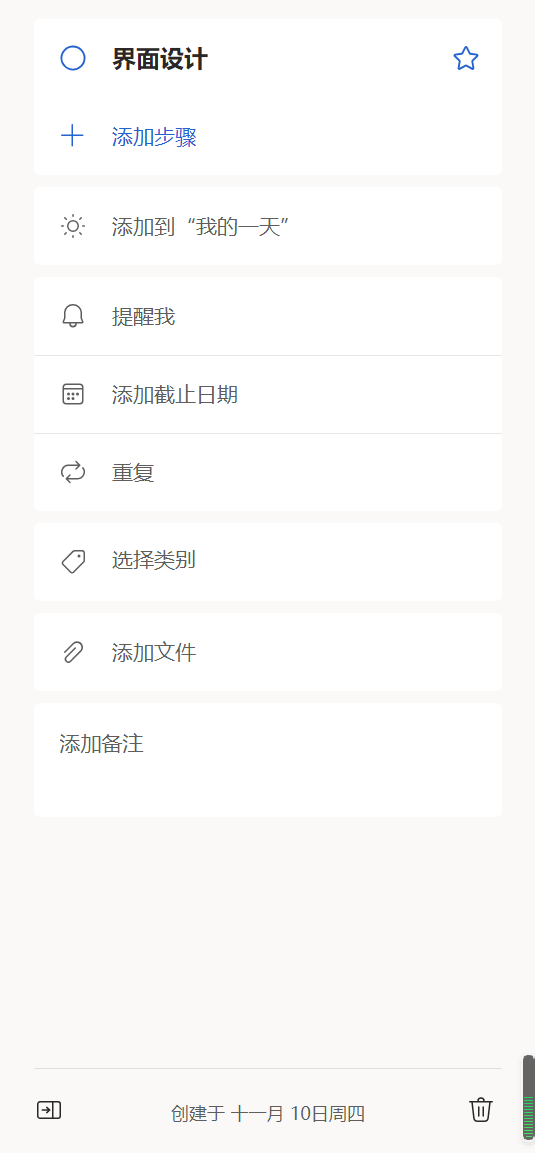 界面设计
添加步骤
添加到“我的一天”
提醒我
添加截止日期
重复
选择类别
添加文件
添加备注
创建于 十一月 10日周四